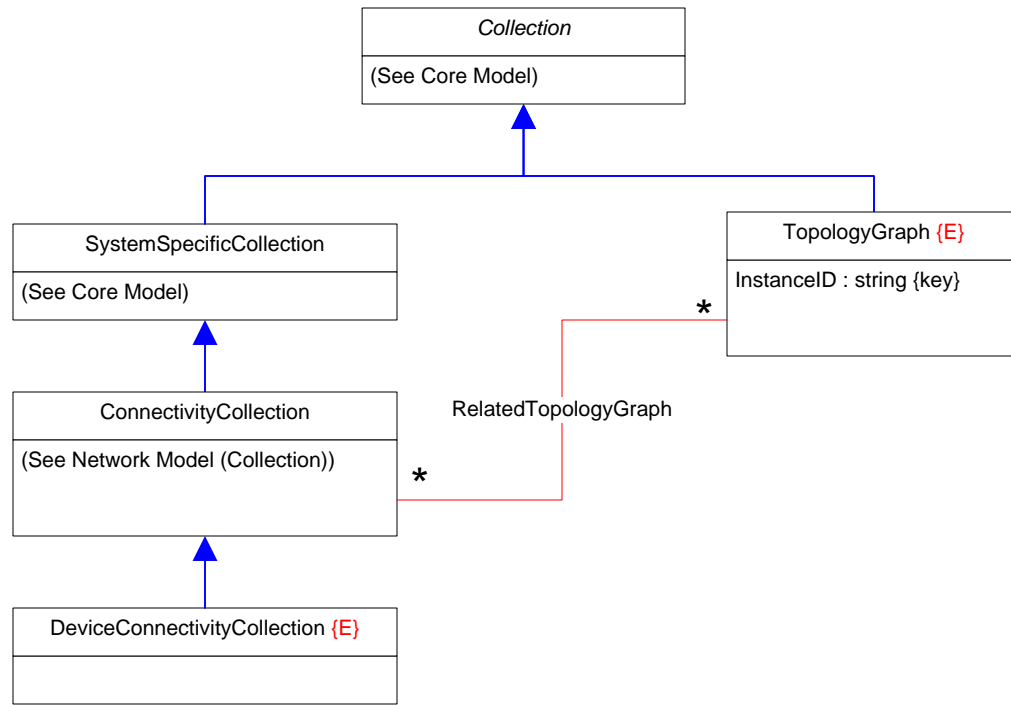 Collection
(See Core Model)
SystemSpecificCollection
(See Core Model)
TopologyGraph {E}
InstanceID : string {key}
*
RelatedTopologyGraph
ConnectivityCollection
(See Network Model (Collection))
*
DeviceConnectivityCollection {E}